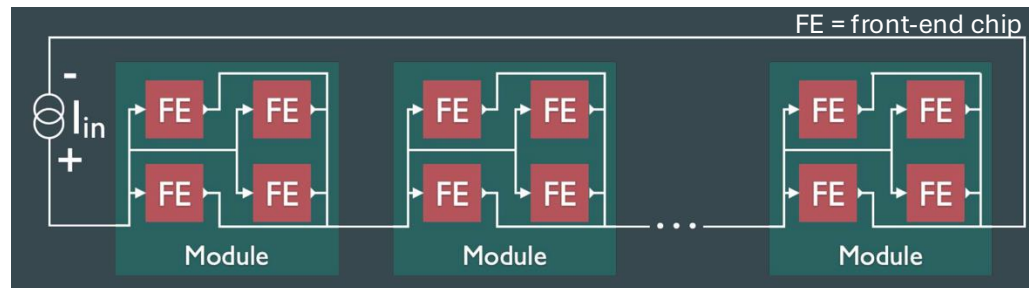 FE = front-end chip
-
I_in
+
FE FE FE FE FE FE
FE FE FE FE FE FE
...
Module Module Module